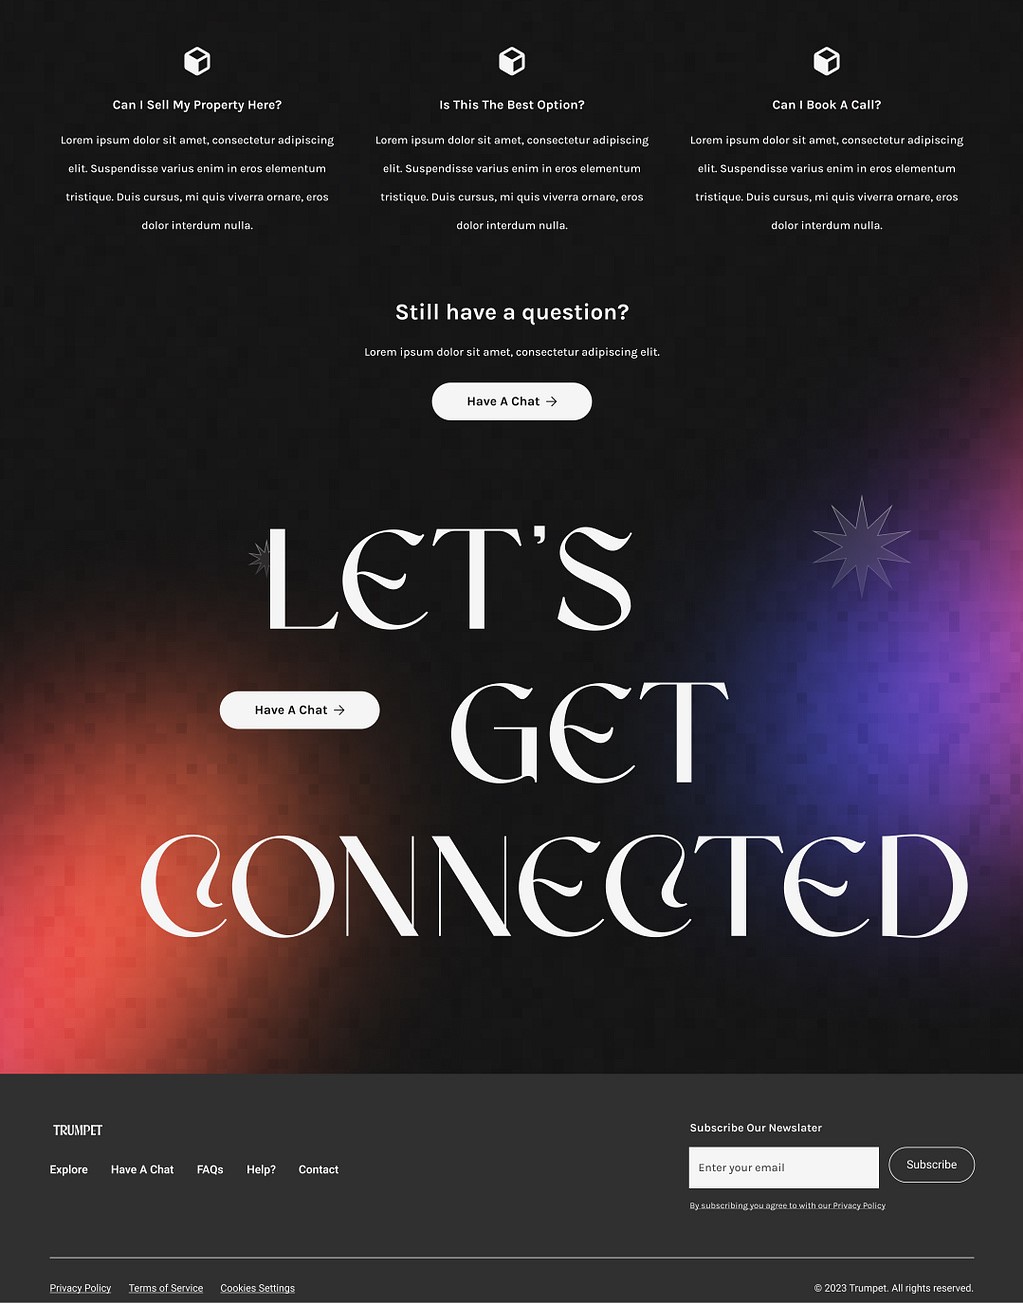 Can I Sell My Property Here?
Lorem ipsum dolor sit amet, consectetur adipiscing
elit. Suspendisse varius enim in eros elementum
tristique. Duis cursus, mi quis viverra ornare, eros
dolor interdum nulla.
Is This The Best Option?
Lorem ipsum dolor sit amet, consectetur adipiscing
elit. Suspendisse varius enim in eros elementum
tristique. Duis cursus, mi quis viverra ornare, eros
dolor interdum nulla.
Can I Book A Call?
Lorem ipsum dolor sit amet, consectetur adipiscing
elit. Suspendisse varius enim in eros elementum
tristique. Duis cursus, mi quis viverra ornare, eros
dolor interdum nulla.
Still have a question?
Lorem ipsum dolor sit amet, consectetur adipiscing elit.
Have A Chat →
LET'S
Have A Chat →
GET
CONNECTED
TRUMPET
Explore Have A Chat FAQs Help? Contact
Subscribe Our Newslater
Enter your email
Subscribe
By subscribing you agree to with our Privacy Policy
Privacy Policy Terms of Service Cookies Settings
© 2023 Trumpet. All rights reserved.